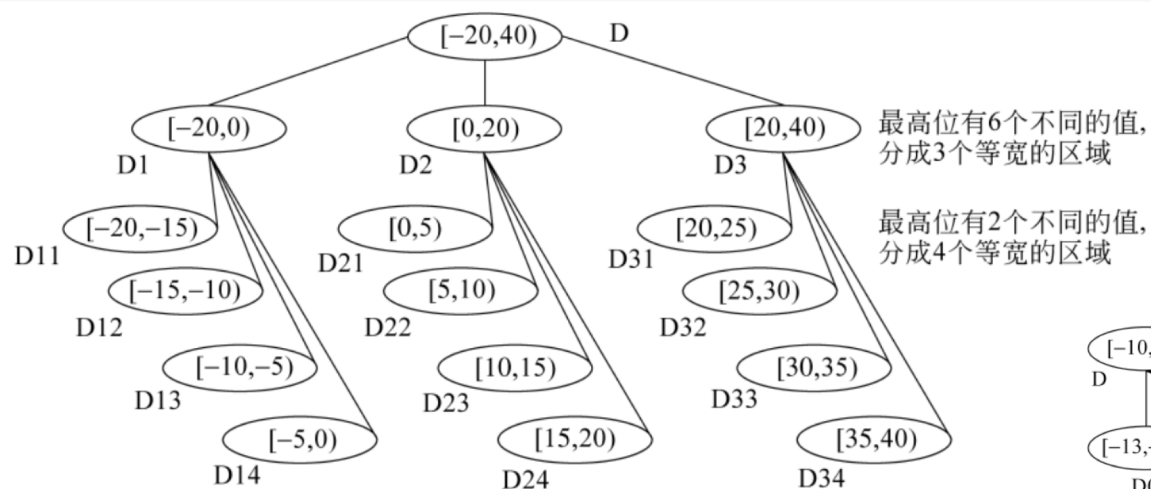 [−20,40)
D
[−20,0)
[0,20)
[20,40)
最高位有6个不同的值,
分成3个等宽的区域
D1
D2
D3
[−20,−15)
[0,5)
[20,25)
最高位有2个不同的值,
分成4个等宽的区域
D11
D21
D31
[−15,−10)
[5,10)
[25,30)
D12
D22
D32
[−10,
D
[−10,−5)
[10,15)
[30,35)
D13
D23
D33
[−5,0)
[15,20)
[35,40)
[−13,
D14
D24
D34